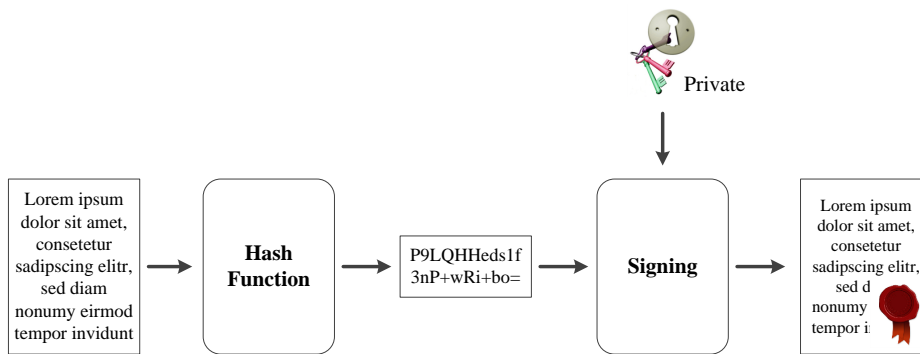 Private
Lorem ipsum
dolor sit amet,
consetetur
sadipscing elitr,
sed diam
nonumy eirmod
tempor invidunt
Hash
Function
P9LQHHeds1f
3nP+wRi+bo=
Signing
Lorem ipsum
dolor sit amet,
consetetur
sadipscing elitr,
sed d
nonumy
tempor i